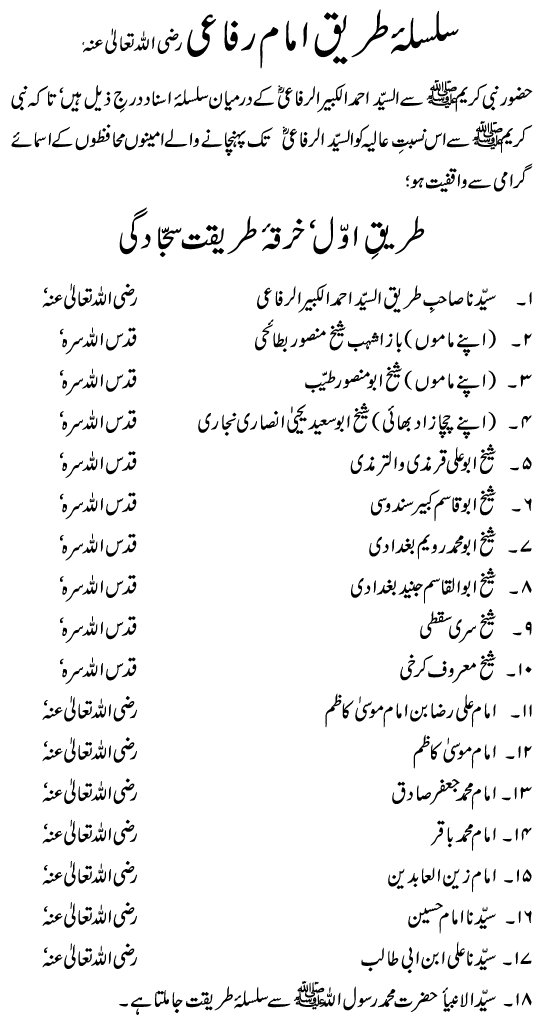 سلسلۂ طریق امام رفاعی رضی اللہ تعالیٰ عنہٗ
حضور نبی کریم ﷺ سے السیّد احمد الکبیر الرفاعیؓ کے درمیان سلسلۂ اسناد درجِ ذیل ہیں‘ تاکہ نبی
کریم ﷺ سے اس نسبتِ عالیہ کو السیّد الرفاعیؓ تک پہنچانے والے امینوں محافظوں کے اسمائے
گرامی سے واقفیت ہو؛
طریقِ اوّل‘ خرقۂ طریقت سجّادگی
۱۔ سیّدنا صاحبِ طریق السیّد احمد الکبیر الرفاعی رضی اللہ تعالیٰ عنہٗ
۲۔ (اپنے ماموں) باز اشہب شیخ منصور بطائحی قدس اللہ سرہٗ
۳۔ (اپنے ماموں) شیخ ابو منصور طیّب قدس اللہ سرہٗ
۴۔ (اپنے چچا زاد بھائی) شیخ ابو سعید یحییٰ انصاری نجاری قدس اللہ سرہٗ
۵۔ شیخ ابو علی قرمذی والترمذی قدس اللہ سرہٗ
۶۔ شیخ ابو قاسم کبیر سندوسی قدس اللہ سرہٗ
۷۔ شیخ ابو محمد رویم بغدادی قدس اللہ سرہٗ
۸۔ شیخ ابوالقاسم جنید بغدادی قدس اللہ سرہٗ
۹۔ شیخ سری سقطی قدس اللہ سرہٗ
۱۰۔ شیخ معروف کرخی قدس اللہ سرہٗ
۱۱۔ امام علی رضا بن امام موسیٰ کاظم رضی اللہ تعالیٰ عنہٗ
۱۲۔ امام موسیٰ کاظم رضی اللہ تعالیٰ عنہٗ
۱۳۔ امام محمد جعفر صادق رضی اللہ تعالیٰ عنہٗ
۱۴۔ امام محمد باقر رضی اللہ تعالیٰ عنہٗ
۱۵۔ امام زین العابدین رضی اللہ تعالیٰ عنہٗ
۱۶۔ سیّدنا امام حسین رضی اللہ تعالیٰ عنہٗ
۱۷۔ سیّدنا علی ابن ابی طالب رضی اللہ تعالیٰ عنہٗ
۱۸۔ سیّد الانبیأ حضرت محمد رسول اللہ ﷺ سے سلسلۂ طریقت جا ملتا ہے۔